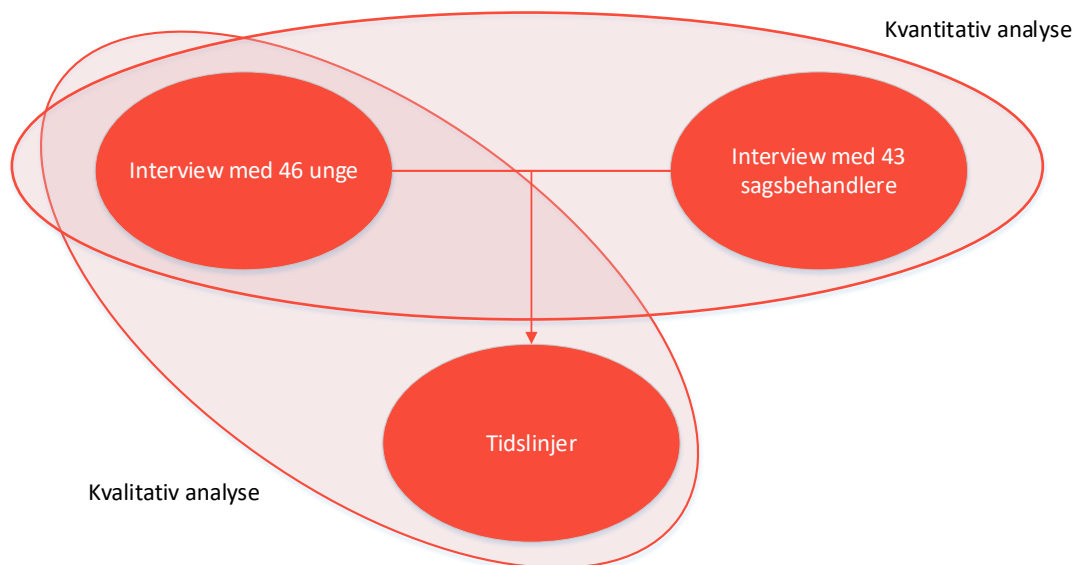 Kvantitativ analyse
Interview med 46 unge
Interview med 43
sagsbehandlere
Tidslinjer
Kvalitativ analyse